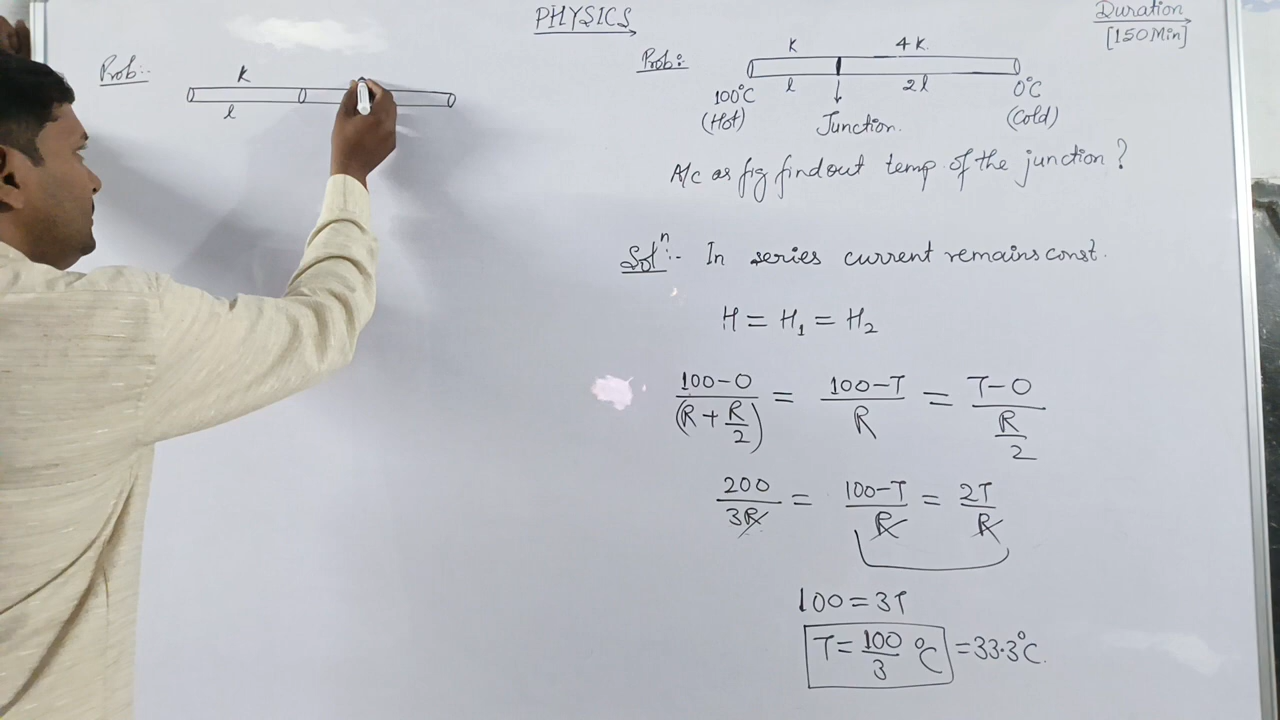 PHYSICS
Duration
[150Min]
Prob:-
K
l
Prob:
K 4K.
l 2l
100°C
(Hot)
0°C
(Cold)
Junction.
A/c as fig findout temp of the junction?
Solⁿ:- In series current remains const.
H = H₁ = H₂
100-0/(R+R/2) = 100-T/R = T-0/R/2
200/3R = 100-T/R = 2T/R
100 = 3T
T = 100/3 °C = 33.3°C.